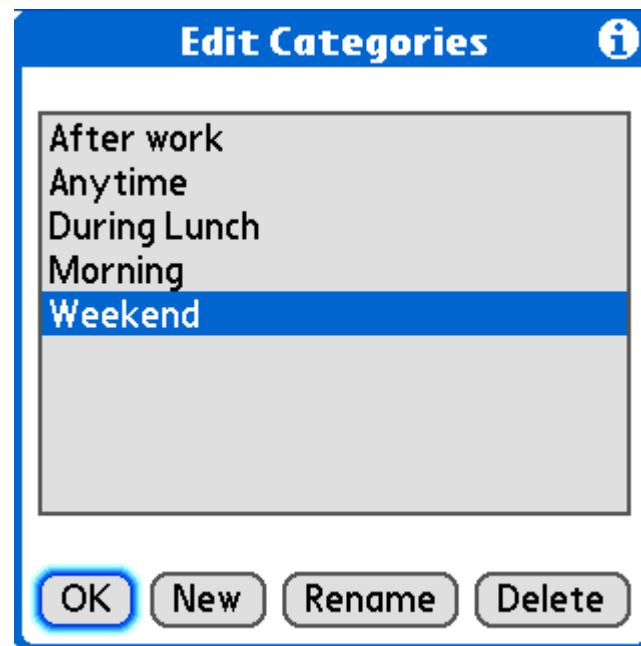 Edit Categories
After work
Anytime
During Lunch
Morning
Weekend
OK New Rename Delete